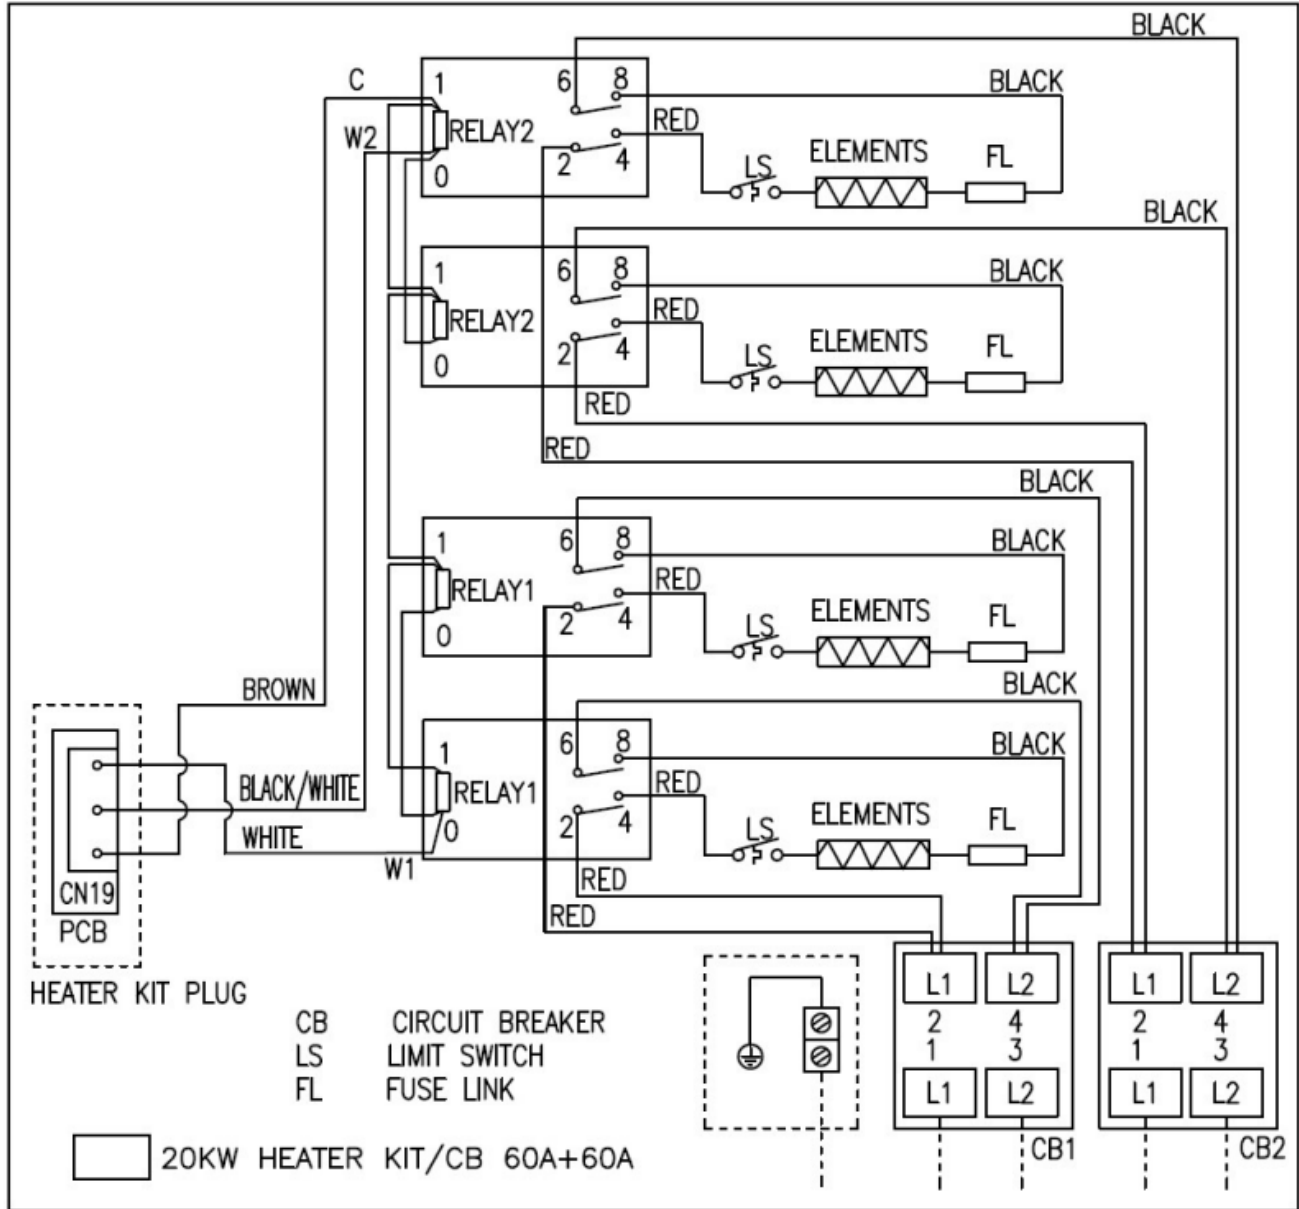 BLACK
C
1
6
8
BLACK
RELAY2
RED
W2
0
2
4
LS
ELEMENTS
FL
BLACK
1
6
8
BLACK
RELAY2
RED
0
2
4
LS
ELEMENTS
FL
RED
RED
BLACK
1
6
8
BLACK
RELAY1
RED
0
2
4
LS
ELEMENTS
FL
BROWN
BLACK
1
6
8
BLACK
BLACK/WHITE
RELAY1
RED
WHITE
0
2
4
LS
ELEMENTS
FL
W1
RED
RED
CN19
PCB
HEATER KIT PLUG
L1 L2 L1 L2
2 4 2 4
1 3 1 3
L1 L2 L1 L2
CB1 CB2
CB CIRCUIT BREAKER
LS LIMIT SWITCH
FL FUSE LINK
20KW HEATER KIT/CB 60A+60A